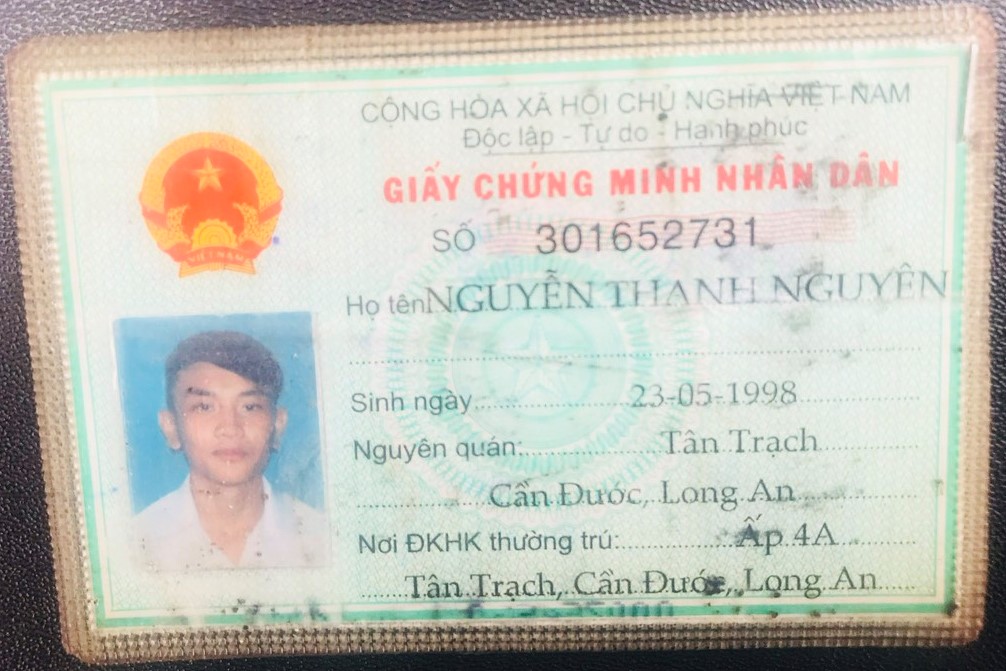 CỘNG HÒA XÃ HỘI CHỦ NGHĨA VIỆT NAM
Độc lập - Tự do - Hạnh phúc
GIẤY CHỨNG MINH NHÂN DÂN
SỐ 301652731
VIỆT NAM
Họ tên NGUYỄN THANH NGUYÊN
Sinh ngày 23-05-1998
Nguyên quán: Tân Trạch
Cần Đước, Long An
Nơi ĐKHK thường trú: Ấp 4A
Tân Trạch, Cần Đước, Long An